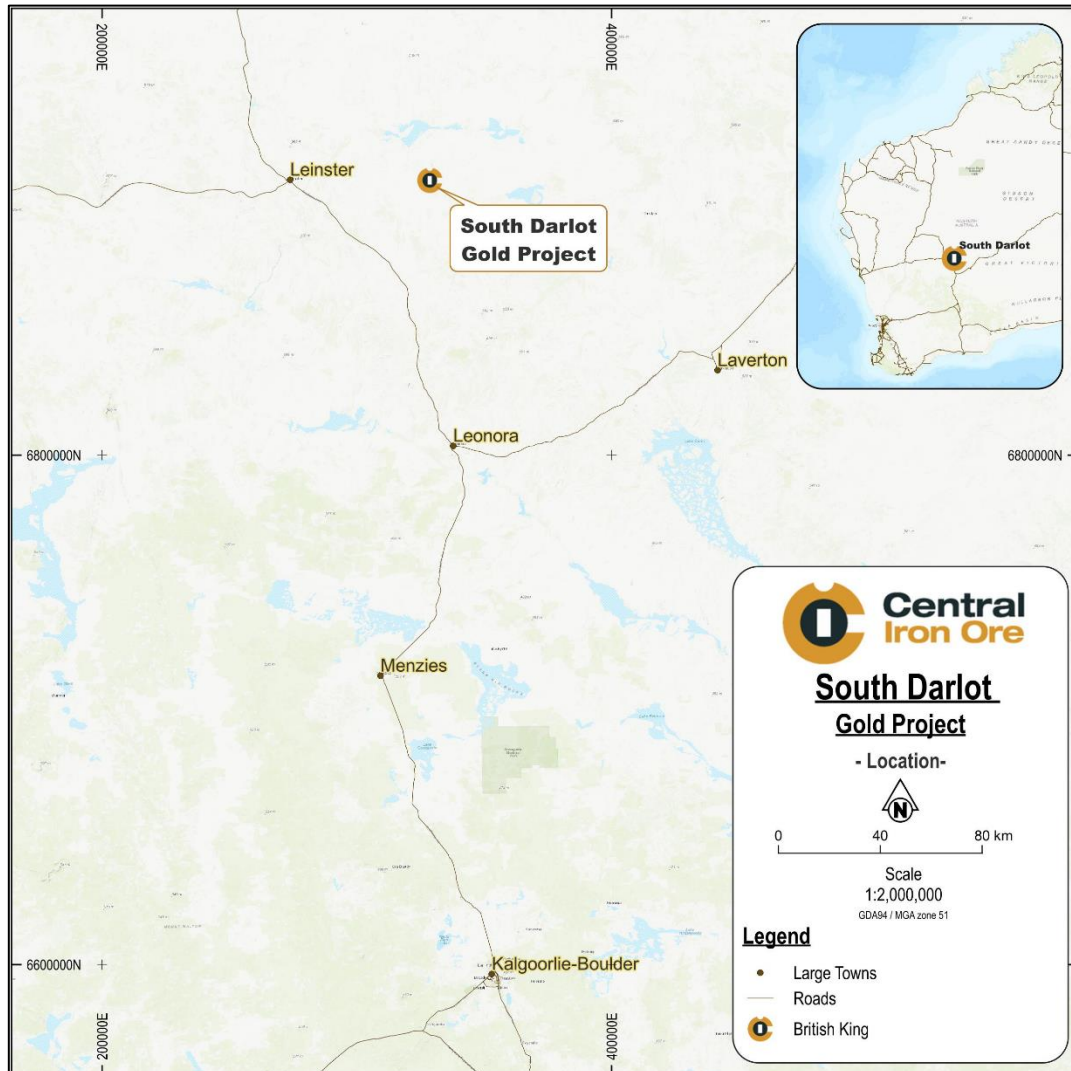 200000E
400000E
Leinster
South Darlot
Gold Project
South Darlot
Laverton
Leonora
6800000N
6800000N
Menzies
Central
Iron Ore
South Darlot
Gold Project
- Location-
N
0 40 80 km
Scale
1:2,000,000
GDA94 / MGA zone 51
Legend
Large Towns
Roads
British King
6600000N
Kalgoorlie-Boulder
200000E
400000E